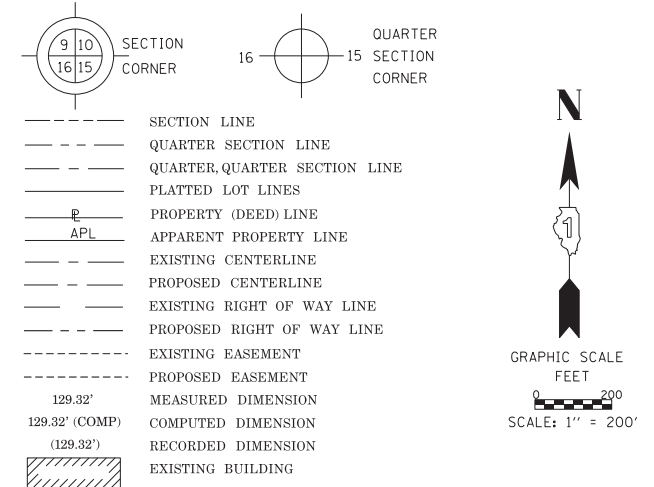 9 10
16 15
SECTION
CORNER
16
15
QUARTER
SECTION
CORNER
SECTION LINE
QUARTER SECTION LINE
QUARTER, QUARTER SECTION LINE
PLATTED LOT LINES
PL PROPERTY (DEED) LINE
APL APPARENT PROPERTY LINE
EXISTING CENTERLINE
PROPOSED CENTERLINE
EXISTING RIGHT OF WAY LINE
PROPOSED RIGHT OF WAY LINE
EXISTING EASEMENT
PROPOSED EASEMENT
129.32' MEASURED DIMENSION
129.32' (COMP) COMPUTED DIMENSION
(129.32') RECORDED DIMENSION
EXISTING BUILDING
N
1
GRAPHIC SCALE
FEET
0 200
SCALE: 1'' = 200'